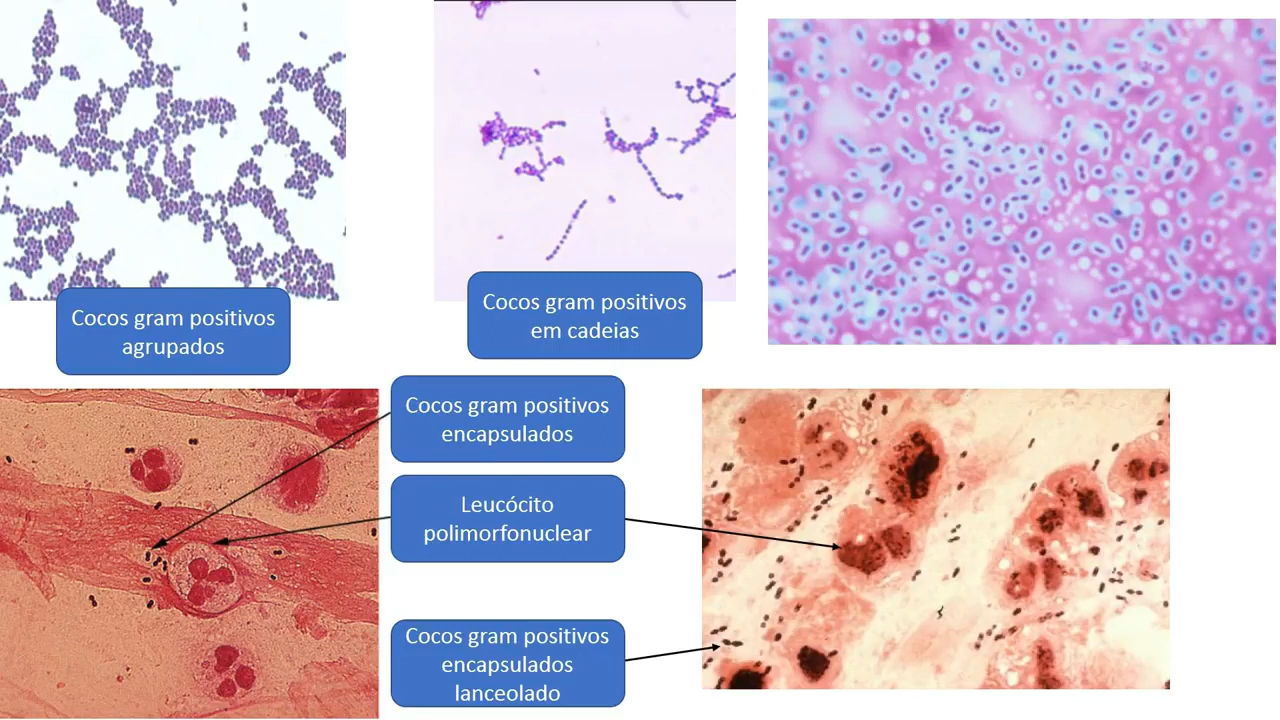 Cocos gram positivos
agrupados
Cocos gram positivos
em cadeias
Cocos gram positivos
encapsulados
Leucócito
polimorfonuclear
Cocos gram positivos
encapsulados
lanceolado